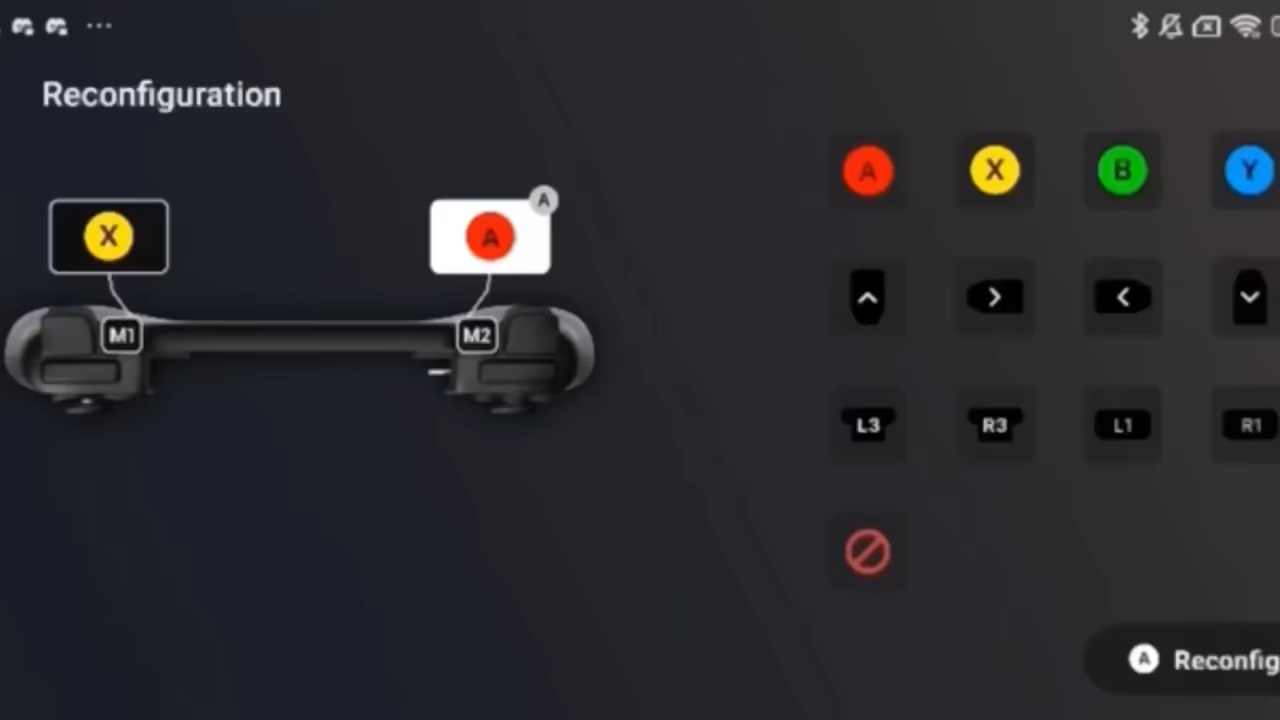 Reconfiguration
A X B Y
A
X A
M1 M2
L3 R3 L1 R1
A Reconfig